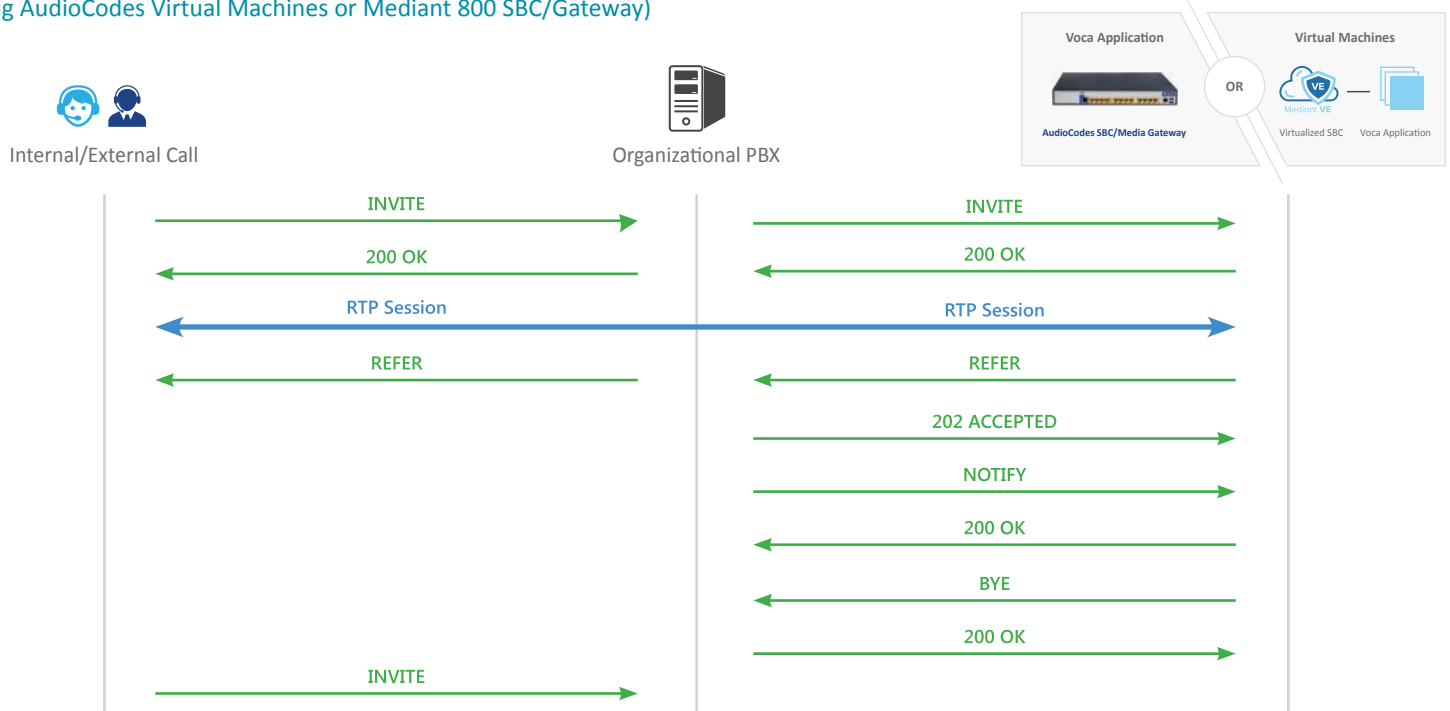 g AudioCodes Virtual Machines or Mediant 800 SBC/Gateway)
Voca Application
Virtual Machines
OR
VE
Mediant VE
AudioCodes SBC/Media Gateway
Virtualized SBC
Voca Application
Internal/External Call
Organizational PBX
INVITE
INVITE
200 OK
200 OK
RTP Session
RTP Session
REFER
REFER
202 ACCEPTED
NOTIFY
200 OK
BYE
200 OK
INVITE